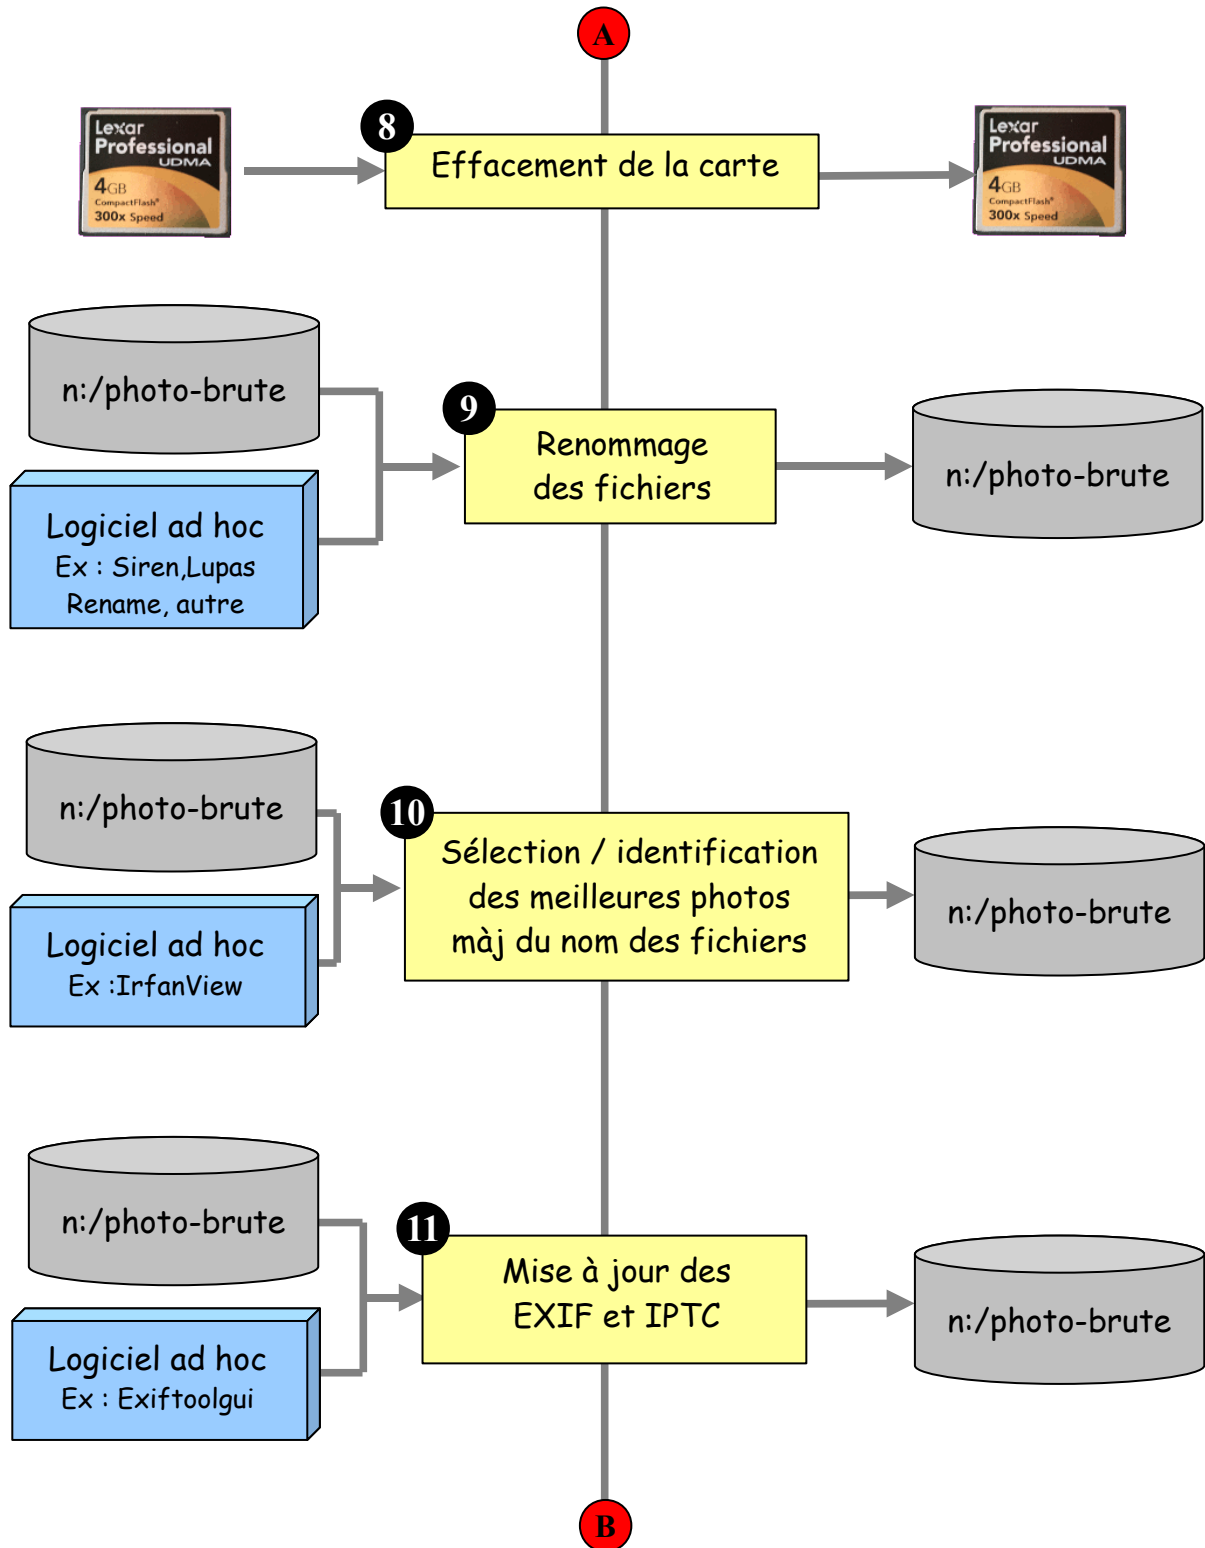 A
8
Lexar
Professional
UDMA
4GB
CompactFlash®
300x Speed
Effacement de la carte
Lexar
Professional
UDMA
4GB
CompactFlash®
300x Speed
n:/photo-brute
Logiciel ad hoc
Ex : Siren,Lupas
Rename, autre
9
Renommage
des fichiers
n:/photo-brute
n:/photo-brute
Logiciel ad hoc
Ex :IrfanView
10
Sélection / identification
des meilleures photos
màj du nom des fichiers
n:/photo-brute
n:/photo-brute
Logiciel ad hoc
Ex : Exiftoolgui
11
Mise à jour des
EXIF et IPTC
n:/photo-brute
B